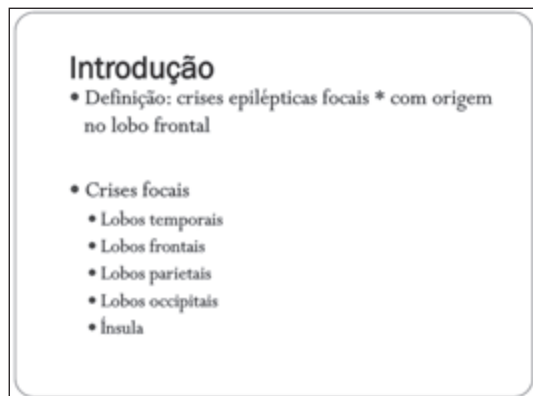 Introdução
• Definição: crises epilépticas focais * com origem
no lobo frontal
• Crises focais
• Lobos temporais
• Lobos frontais
• Lobos parietais
• Lobos occipitais
• Ínsula